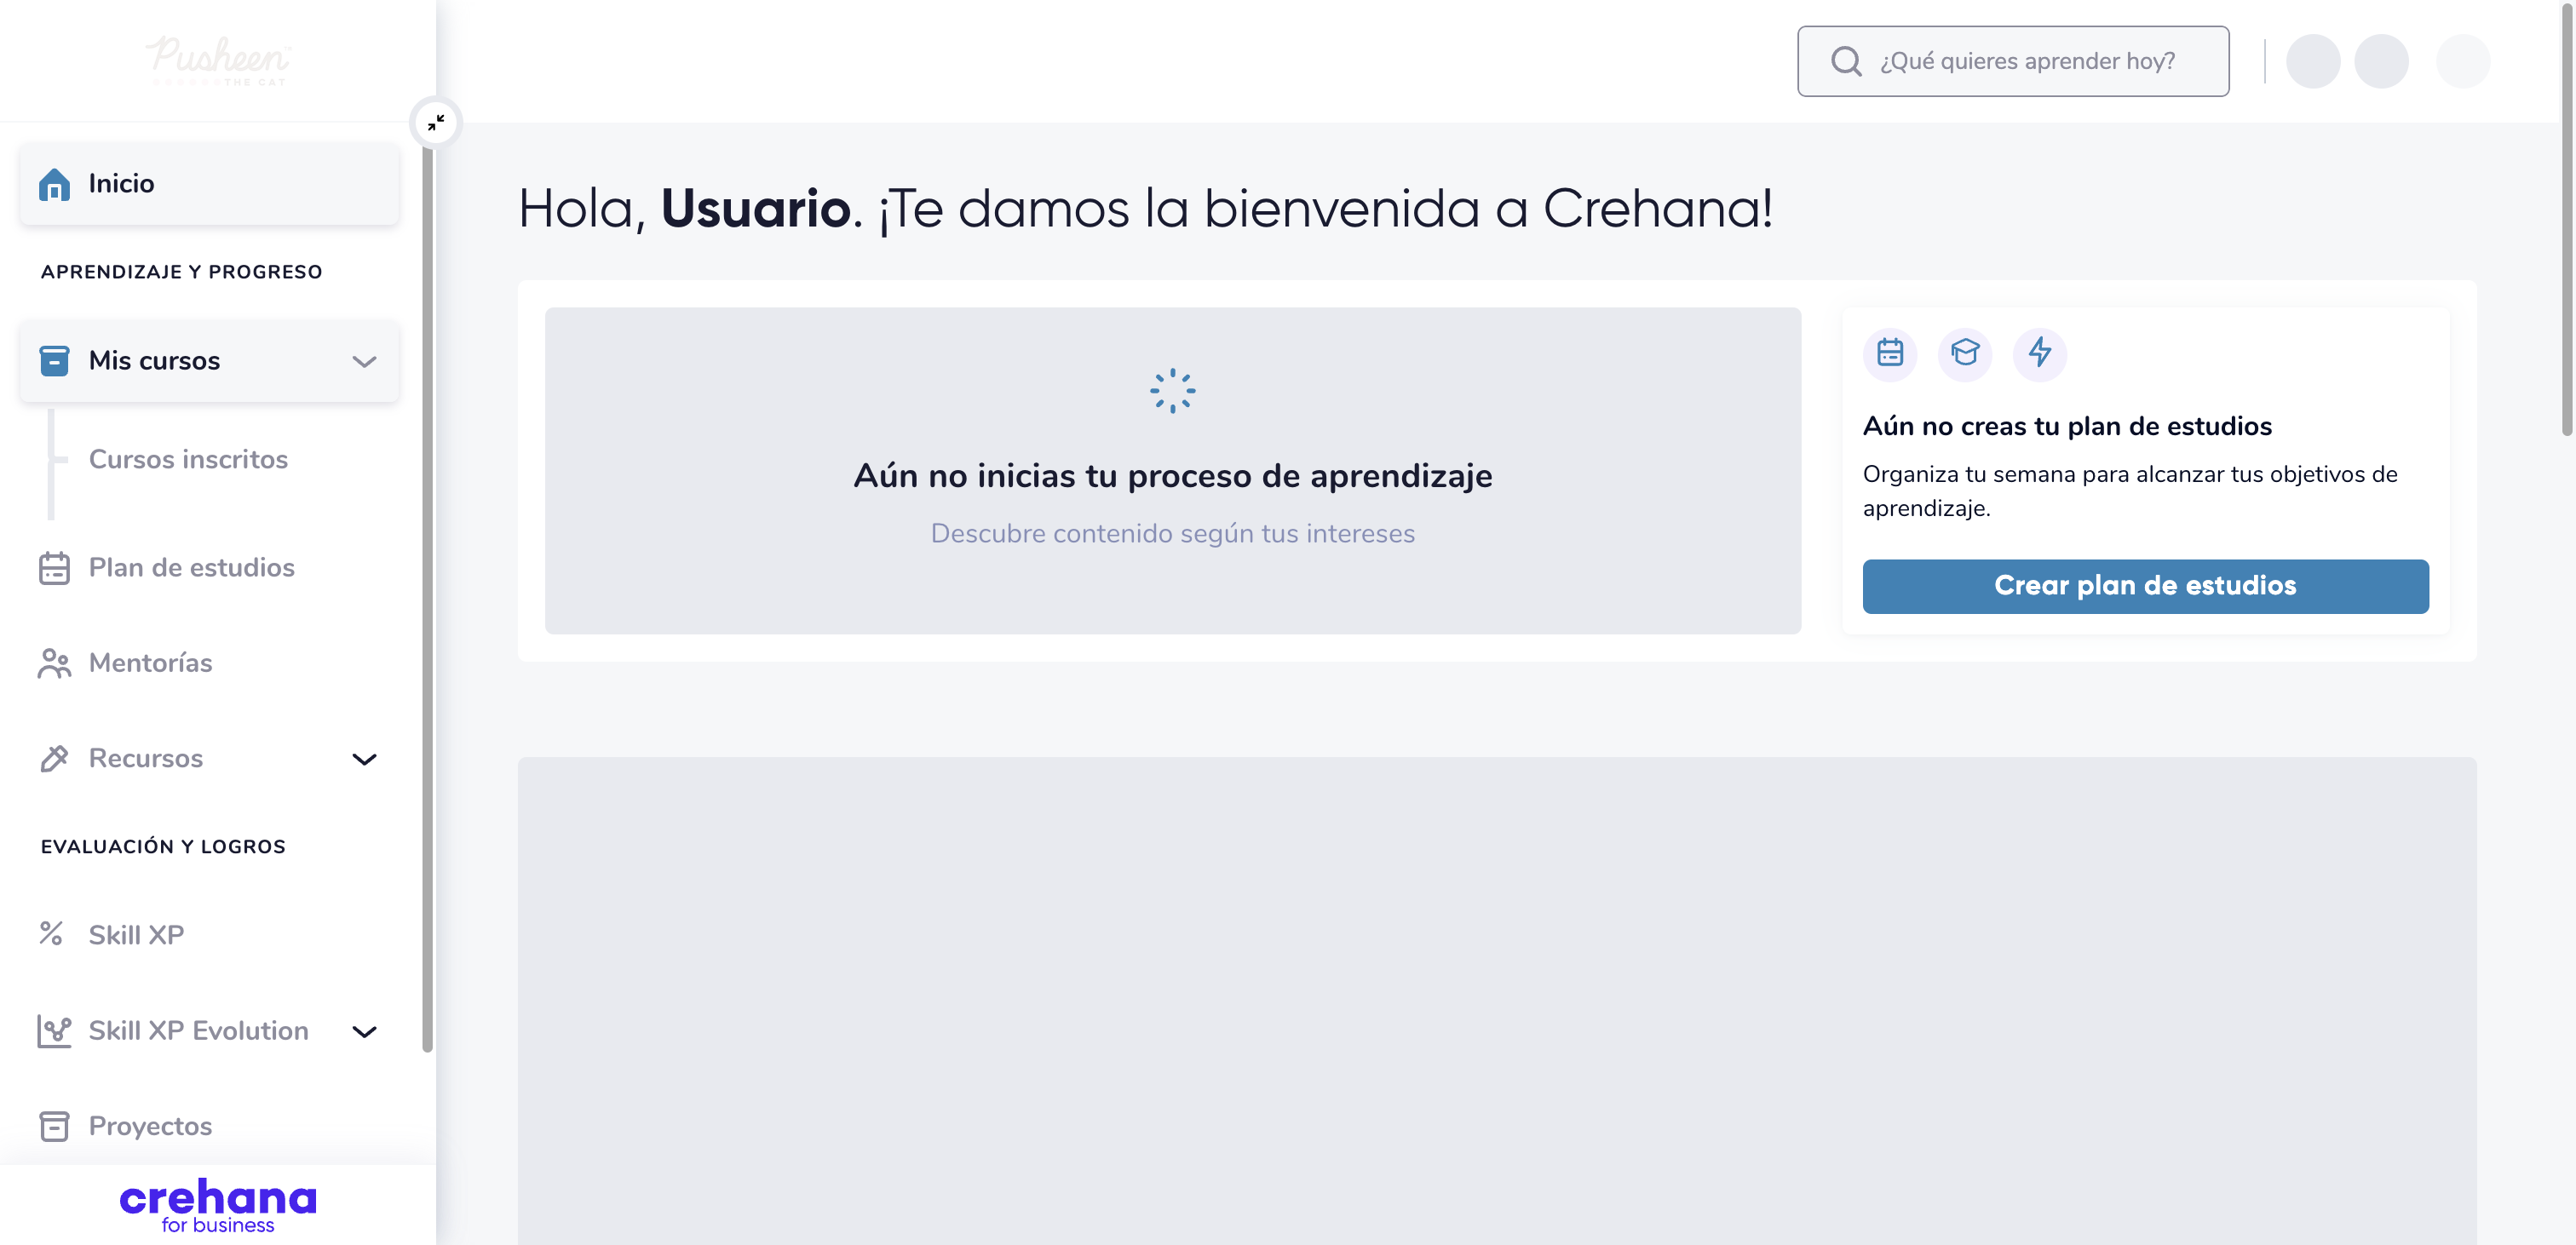 Pusheen
THE CAT
¿Qué quieres aprender hoy?
Inicio
APRENDIZAJE Y PROGRESO
Mis cursos
Cursos inscritos
Plan de estudios
Mentorías
Recursos
EVALUACIÓN Y LOGROS
Skill XP
Skill XP Evolution
Proyectos
crehana
for business
Hola, Usuario. ¡Te damos la bienvenida a Crehana!
Aún no inicias tu proceso de aprendizaje
Descubre contenido según tus intereses
Aún no creas tu plan de estudios
Organiza tu semana para alcanzar tus objetivos de
aprendizaje.
Crear plan de estudios